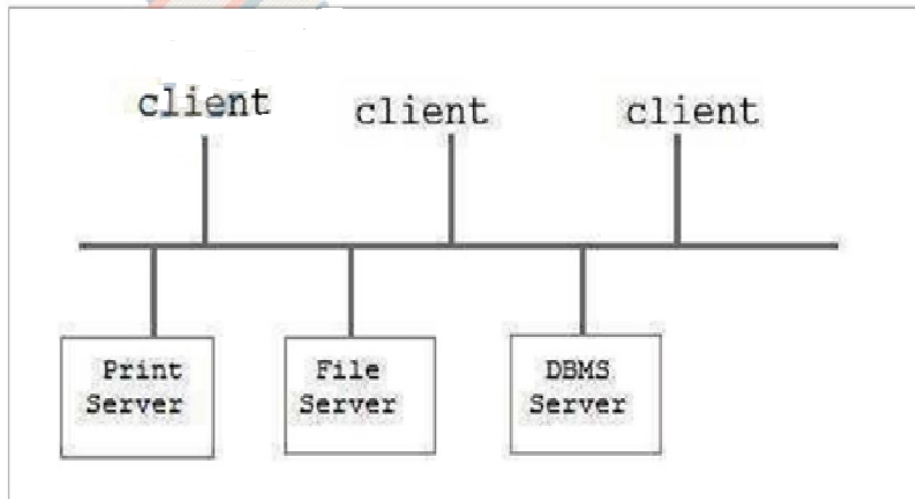 client
client
client
Print
Server
File
Server
DBMS
Server